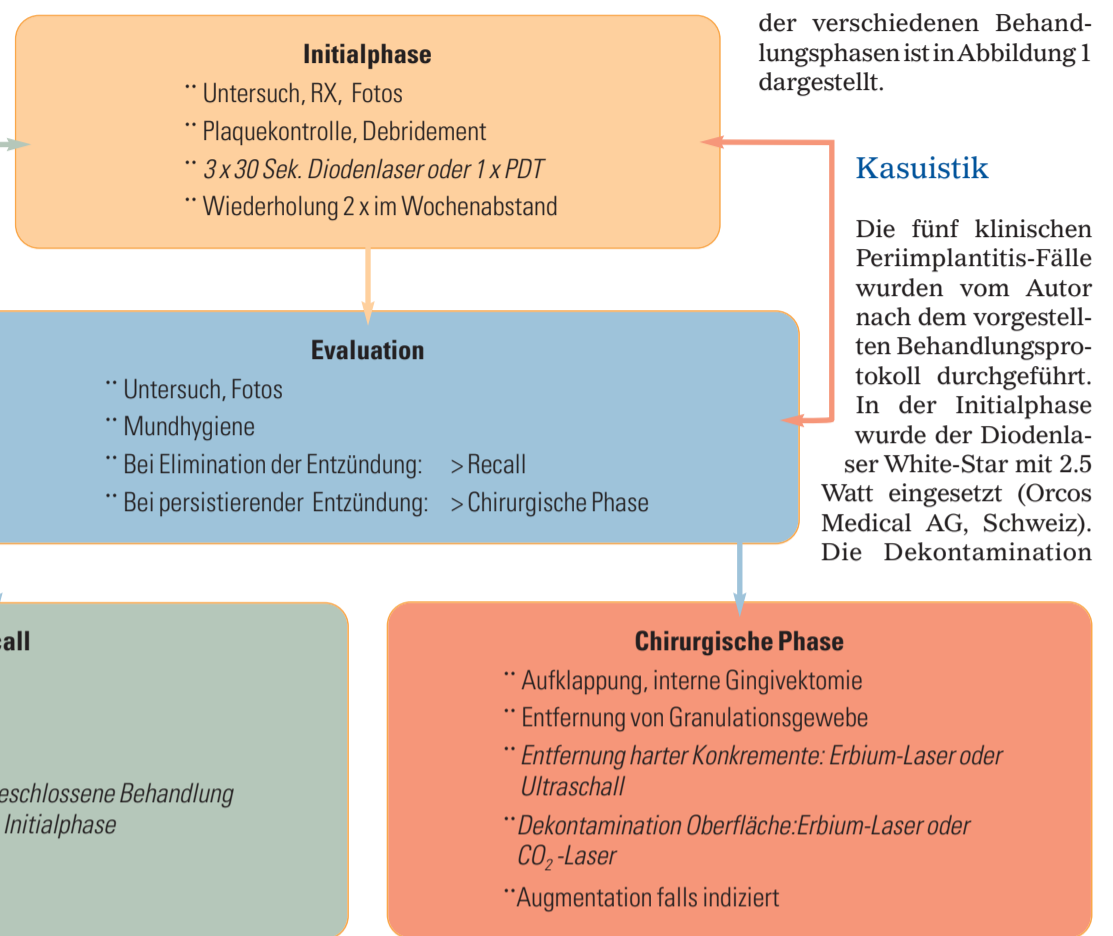 der verschiedenen Behand-
lungsphasen ist in Abbildung 1
dargestellt.
Initialphase
¨ Untersuch, RX, Fotos
¨ Plaquekontrolle, Debridement
¨ 3 x 30 Sek. Diodenlaser oder 1 x PDT
¨ Wiederholung 2 x im Wochenabstand
Evaluation
¨ Untersuch, Fotos
¨ Mundhygiene
¨ Bei Elimination der Entzündung: > Recall
¨ Bei persistierender Entzündung: > Chirurgische Phase
call
eschlossene Behandlung
Initialphase
Chirurgische Phase
¨ Aufklappung, interne Gingivektomie
¨ Entfernung von Granulationsgewebe
¨ Entfernung harter Konkremente: Erbium-Laser oder
Ultraschall
¨ Dekontamination Oberfläche:Erbium-Laser oder
CO₂ -Laser
¨ Augmentation falls indiziert
Kasuistik
Die fünf klinischen
Periimplantitis-Fälle
wurden vom Autor
nach dem vorgestell-
ten Behandlungspro-
tokoll durchgeführt.
In der Initialphase
wurde der Diodenla-
ser White-Star mit 2.5
Watt eingesetzt (Orcos
Medical AG, Schweiz).
Die Dekontamination